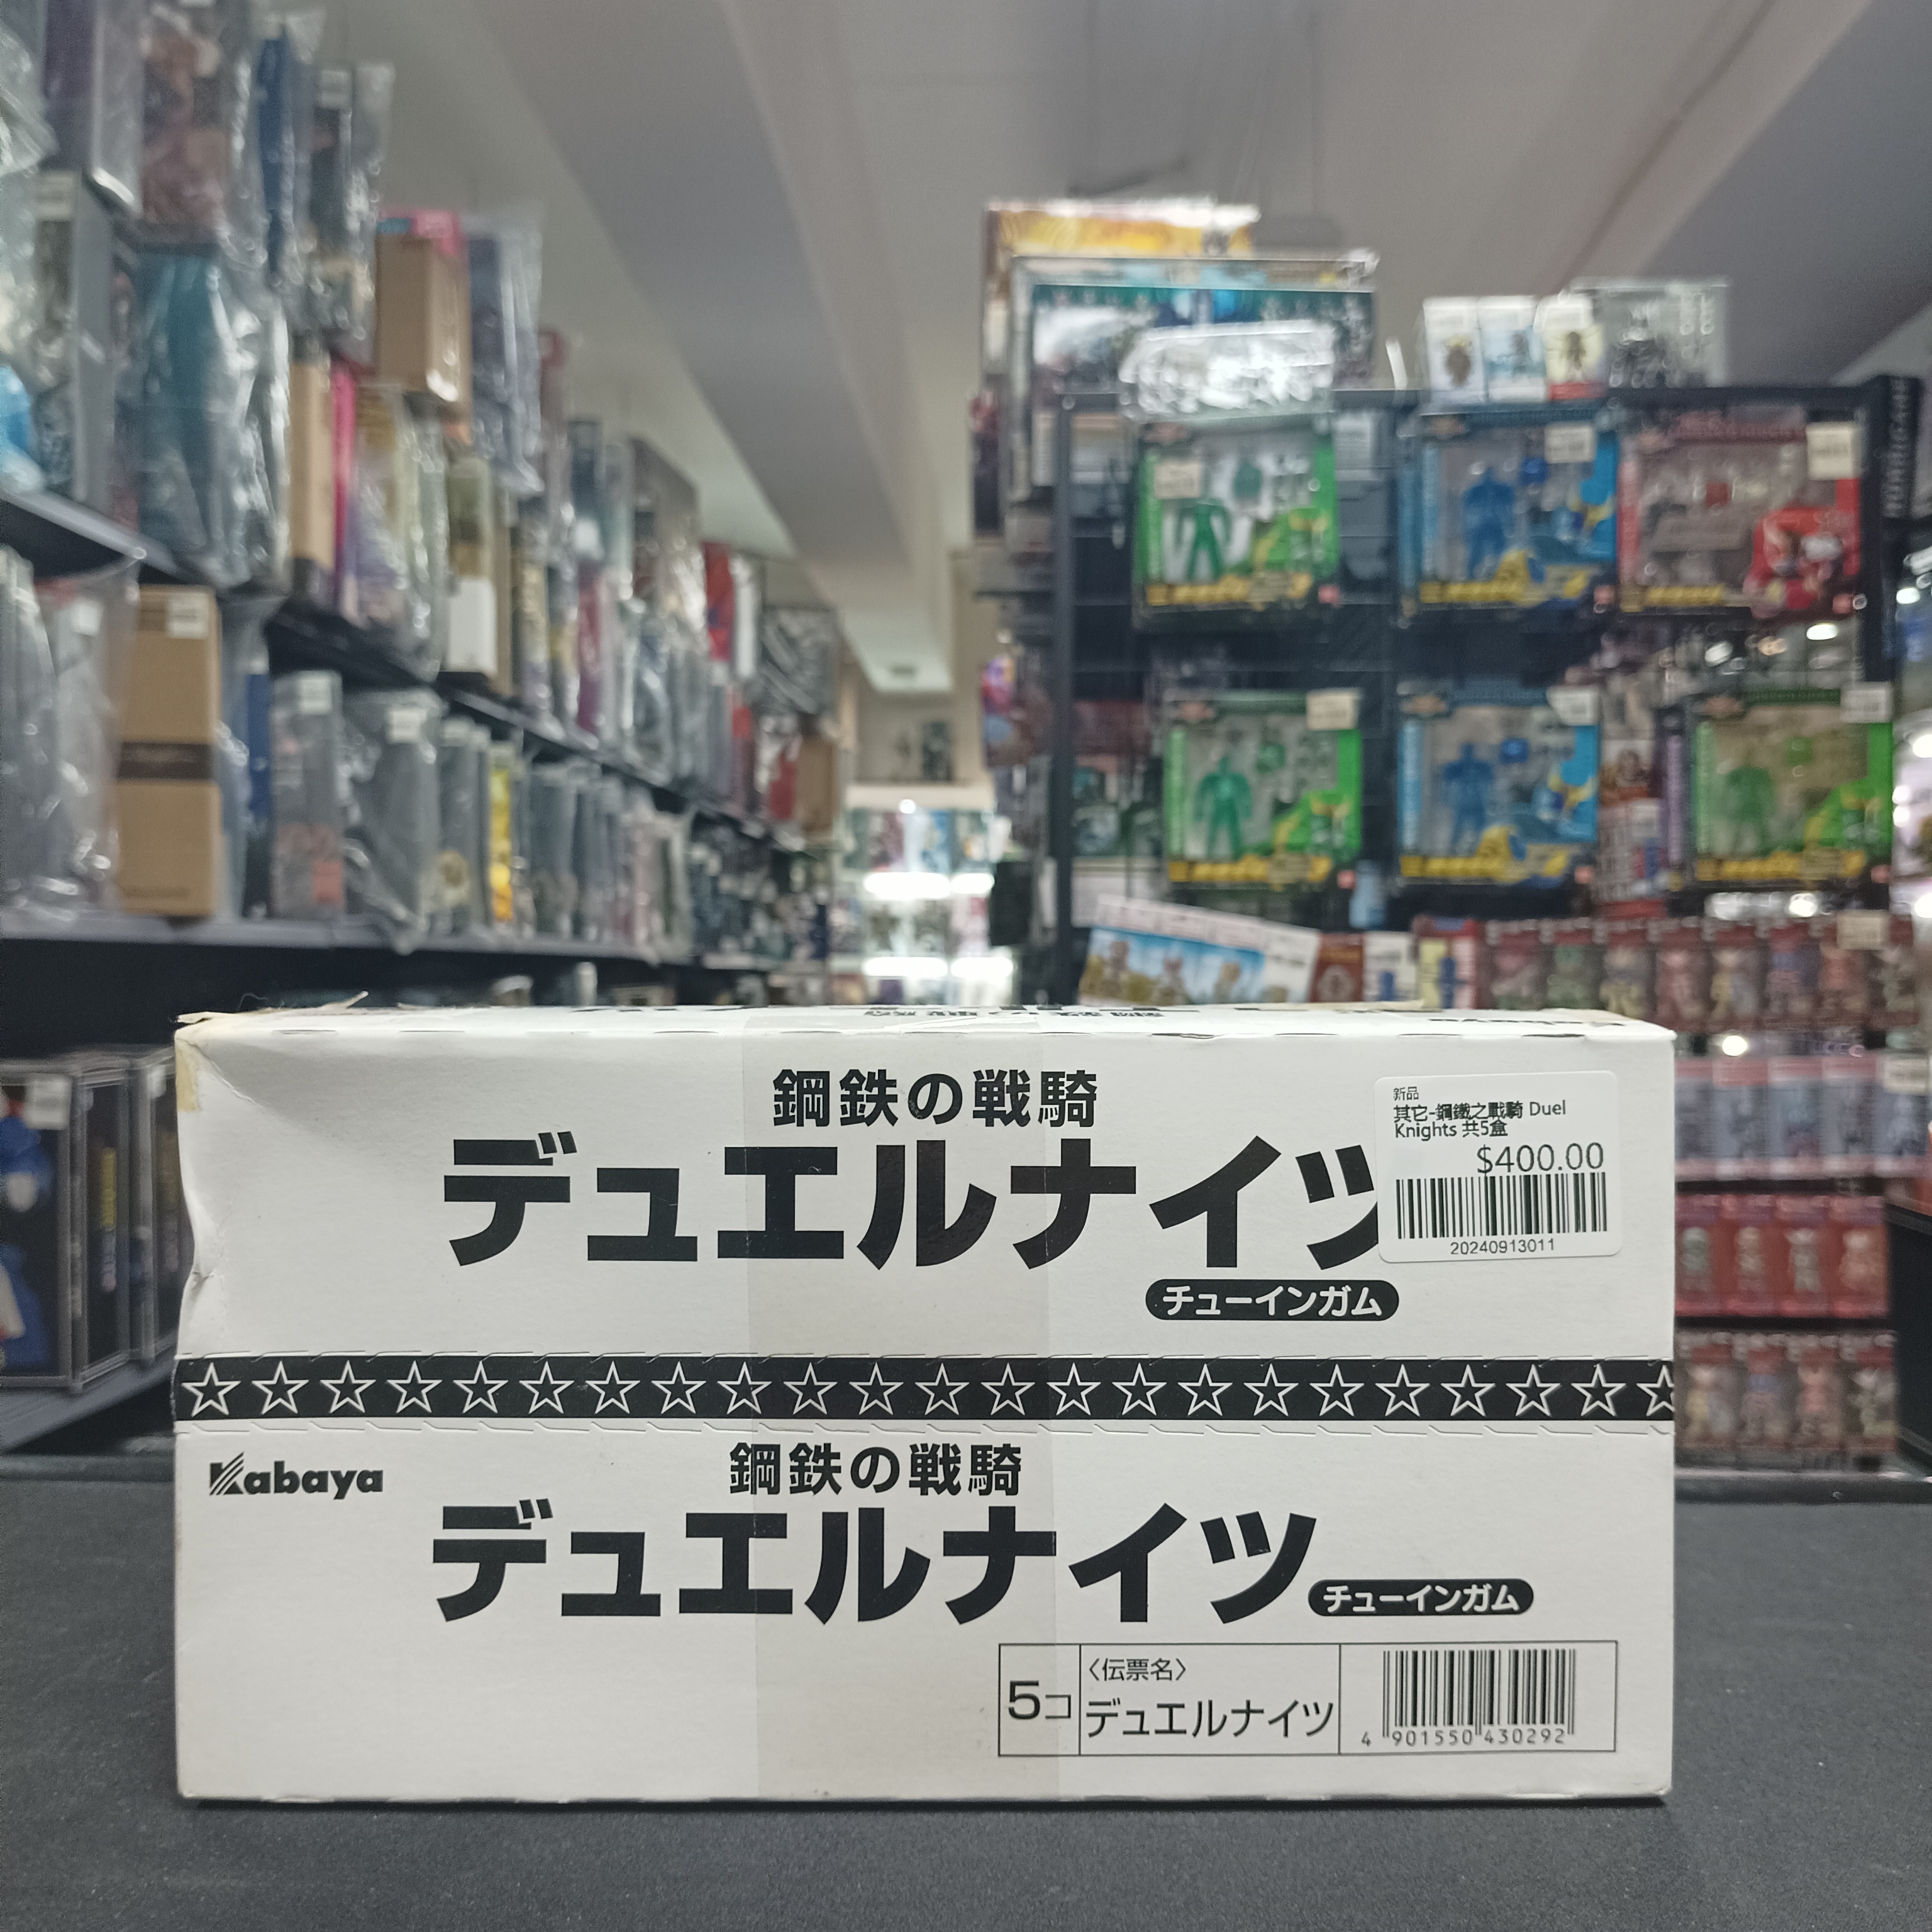 鋼鉄の戦騎
デュエルナイツ
チューインガム
新品
其它-鋼鐵之戰騎 Duel
Knights 共5盒
$400.00
20240913011
Kabaya
鋼鉄の戦騎
デュエルナイツ
チューインガム
5コ
〈伝票名〉
デュエルナイツ
4 901550 430292